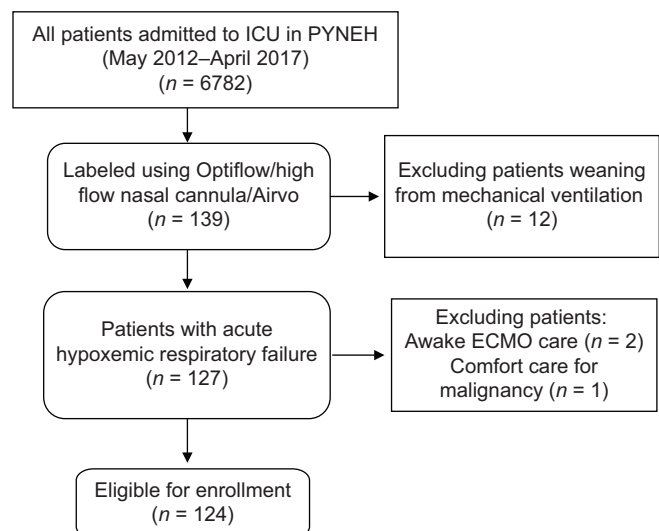 All patients admitted to ICU in PYNEH
(May 2012–April 2017)
(n = 6782)
Labeled using Optiflow/high
flow nasal cannula/Airvo
(n = 139)
Excluding patients weaning
from mechanical ventilation
(n = 12)
Patients with acute
hypoxemic respiratory failure
(n = 127)
Excluding patients:
Awake ECMO care (n = 2)
Comfort care for
malignancy (n = 1)
Eligible for enrollment
(n = 124)